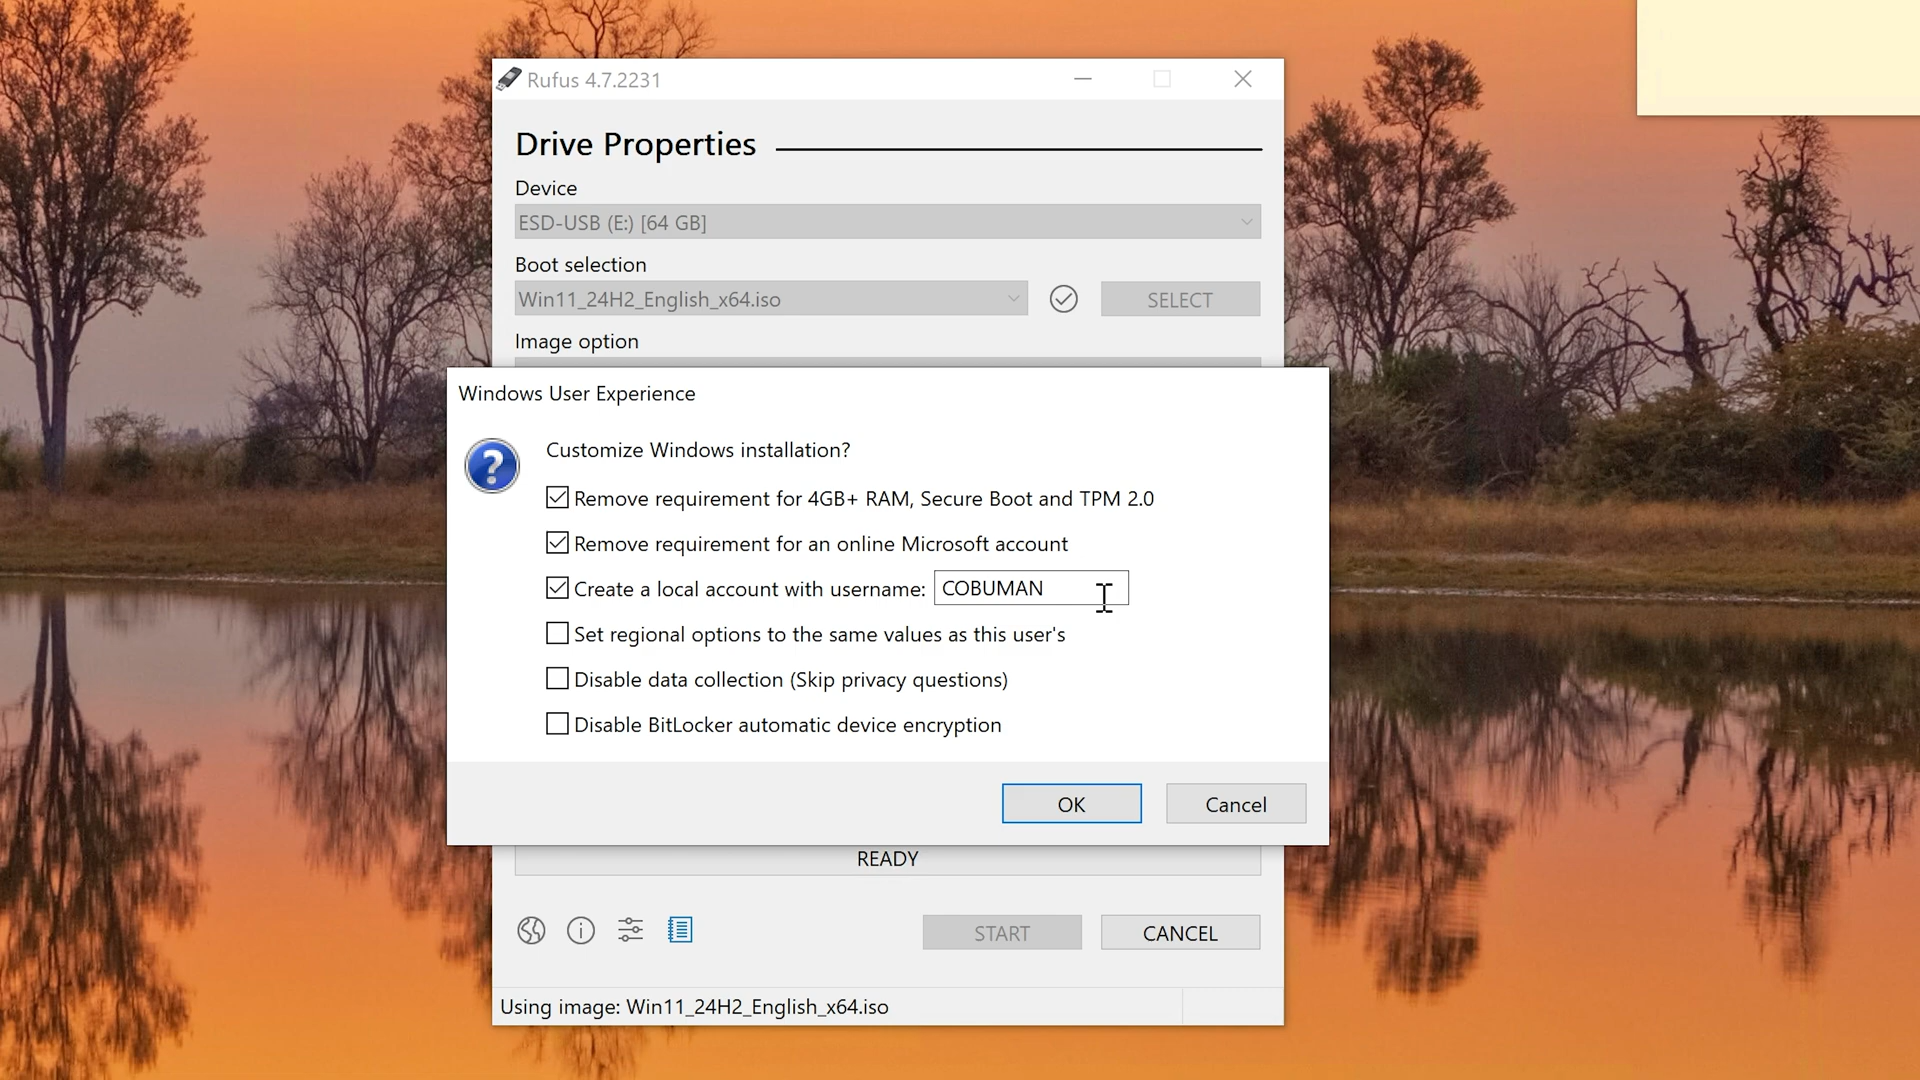 Rufus 4.7.2231
Drive Properties
Device
ESD-USB (E:) [64 GB]
Boot selection
Win11_24H2_English_x64.iso
SELECT
Image option
Windows User Experience
Customize Windows installation?
Remove requirement for 4GB+ RAM, Secure Boot and TPM 2.0
Remove requirement for an online Microsoft account
Create a local account with username: COBUMAN
Set regional options to the same values as this user's
Disable data collection (Skip privacy questions)
Disable BitLocker automatic device encryption
OK
Cancel
READY
START
CANCEL
Using image: Win11_24H2_English_x64.iso